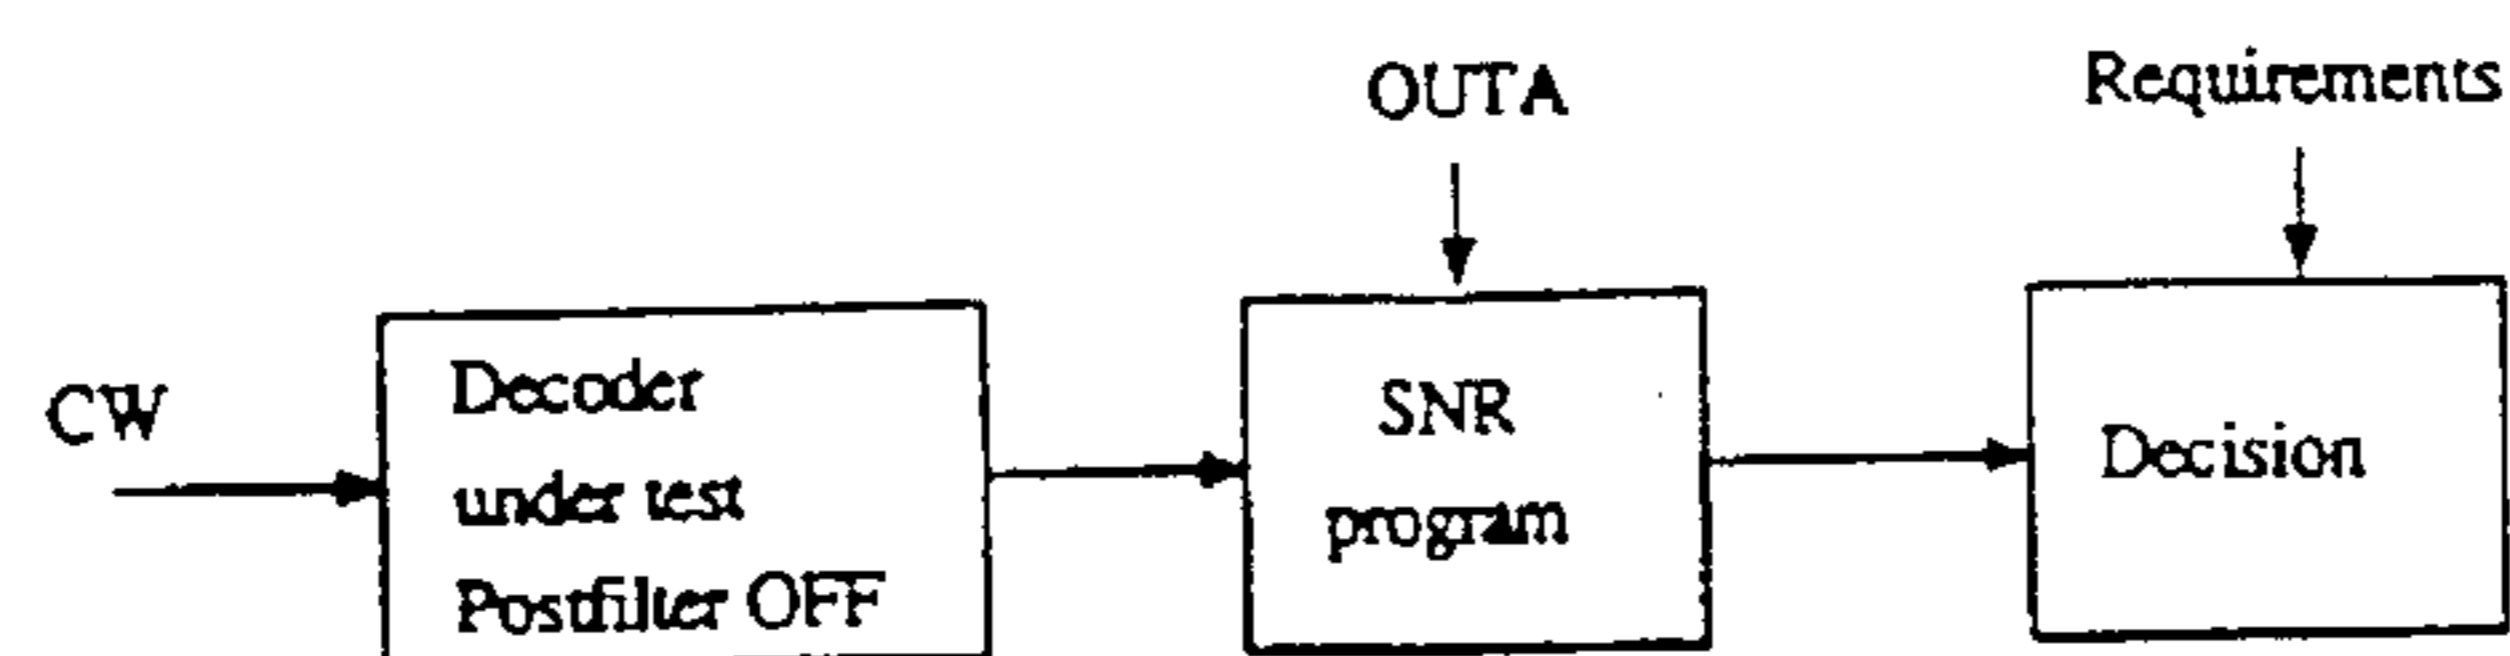 OUTA
Requirements
CW
Decoder
under test
Postfilter OFF
SNR
program
Decision